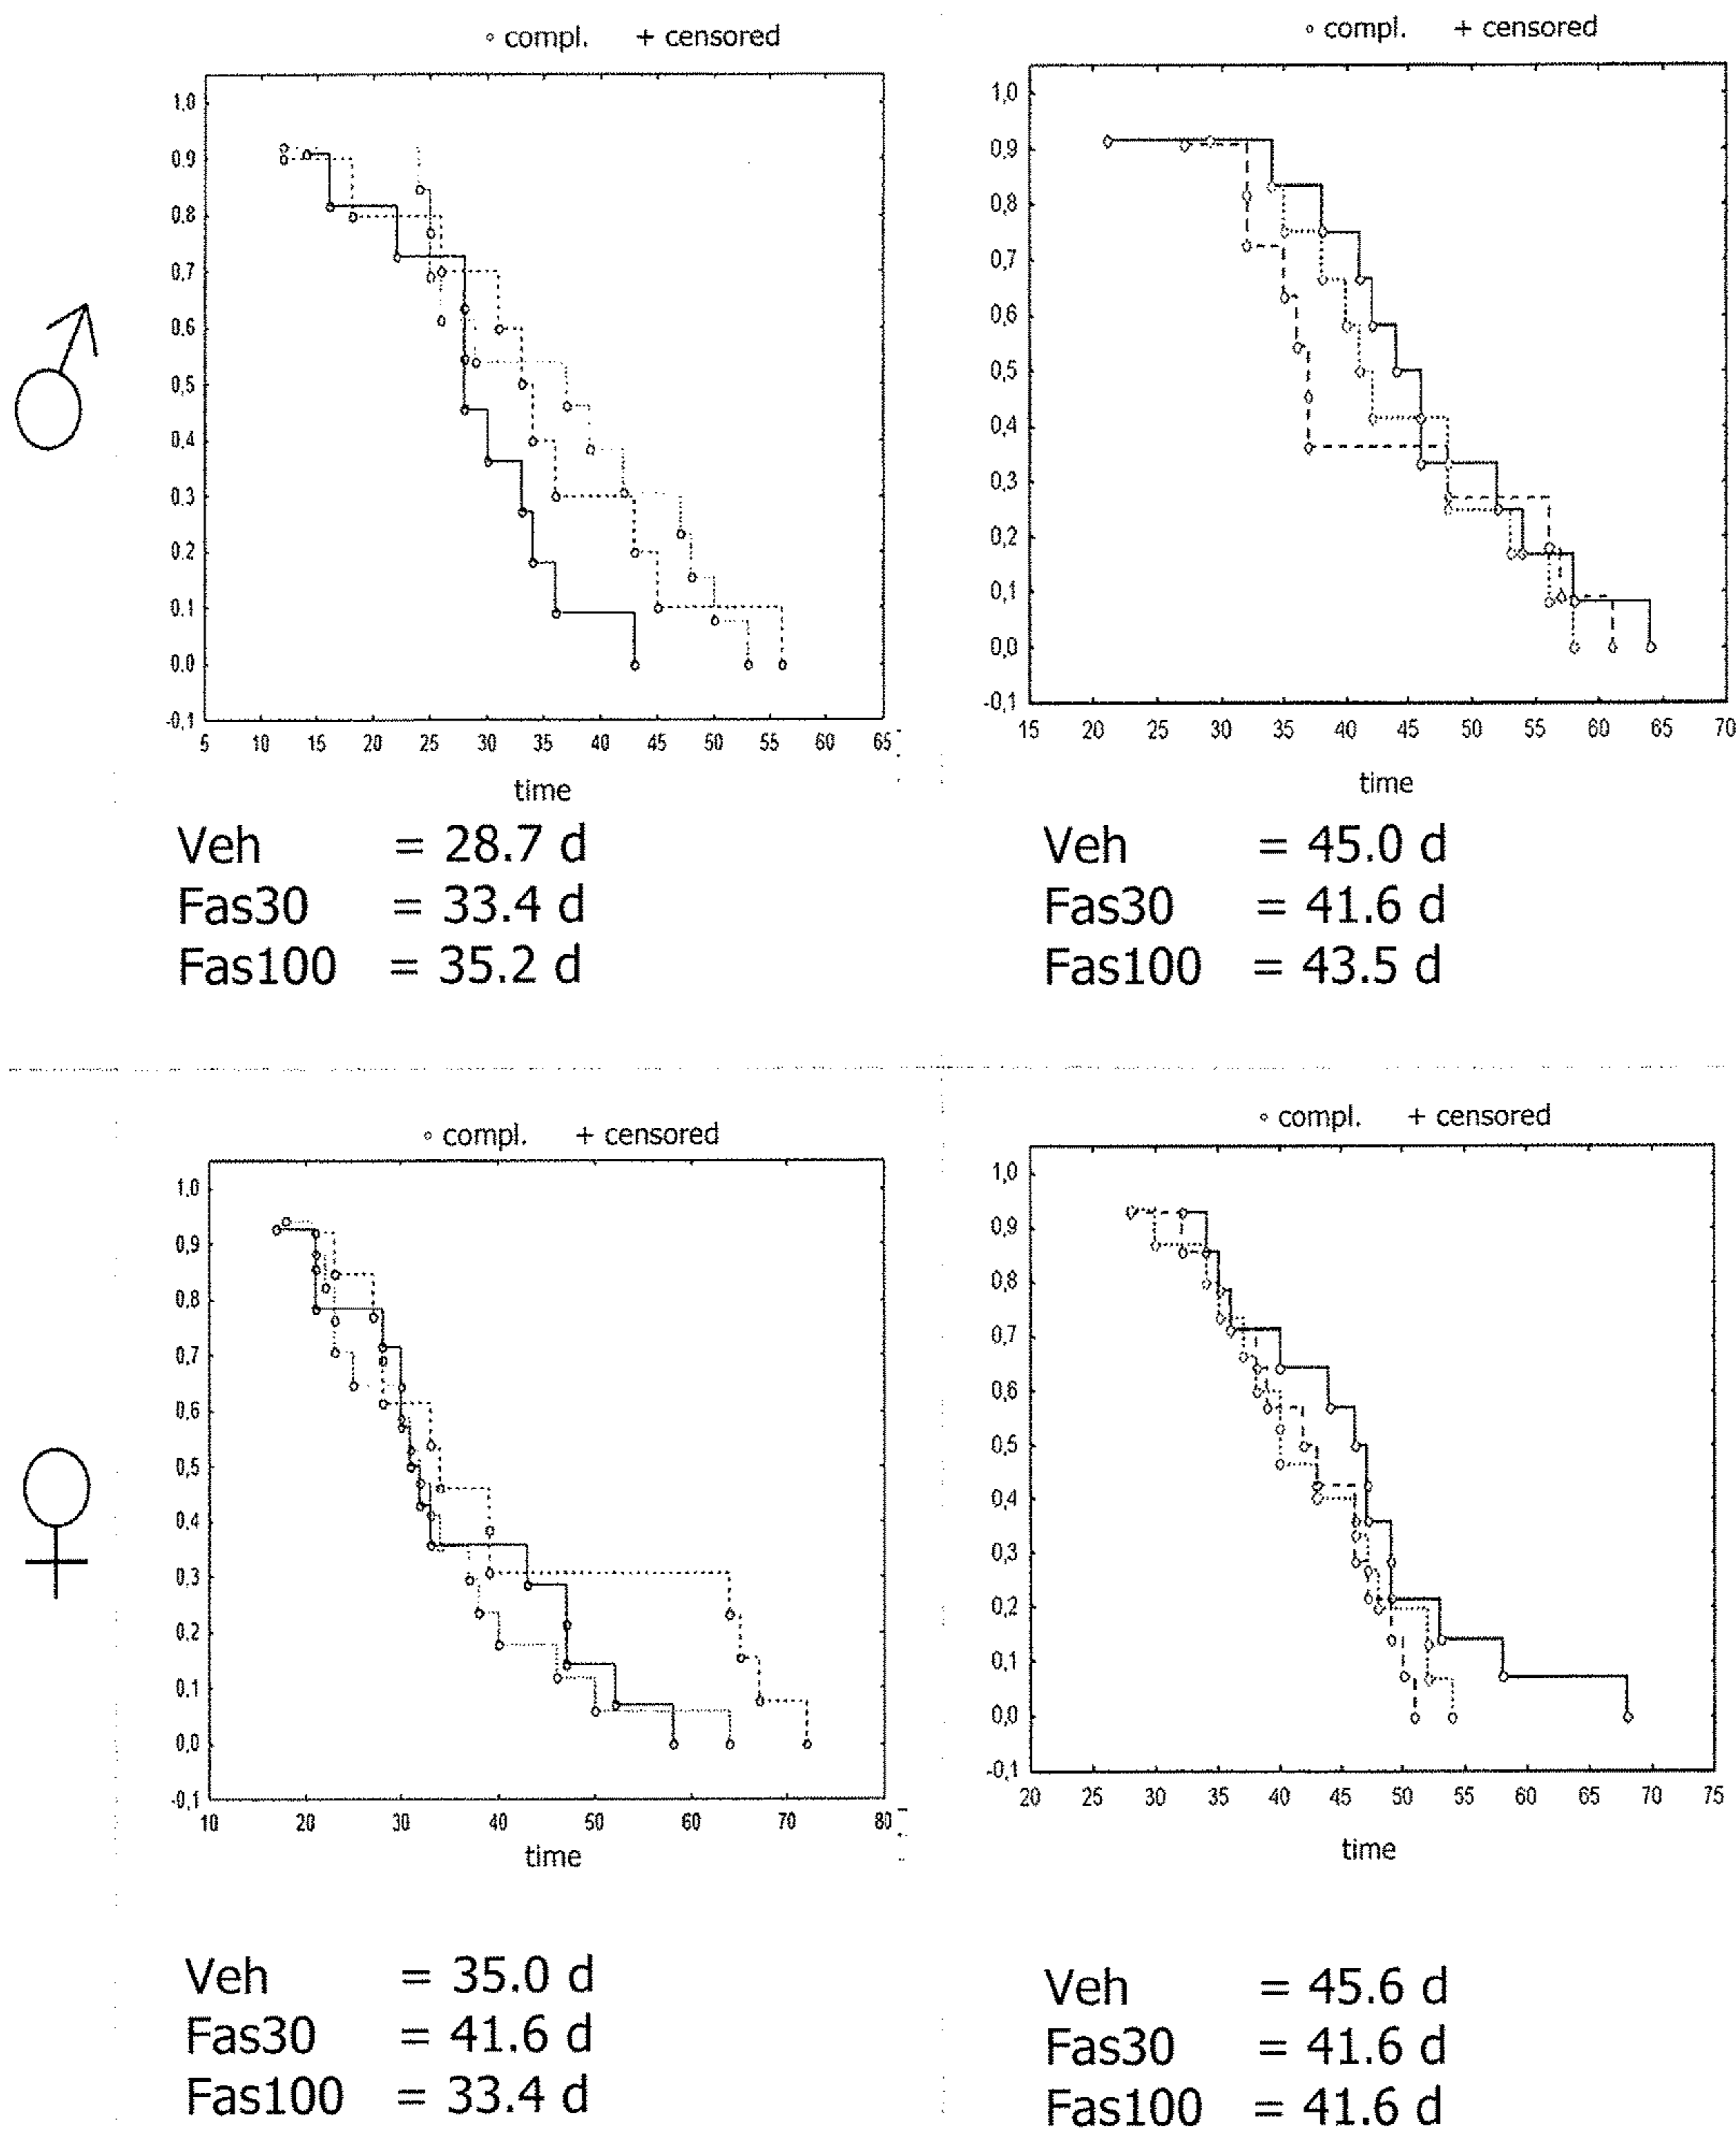 compl. + censored
1,0
0,9
0,8
0,7
0,6
0,5
0,4
0,3
0,2
0,1
0,0
-0,1
5 10 15 20 25 30 35 40 45 50 55 60 65
time
Veh = 28.7 d
Fas30 = 33.4 d
Fas100 = 35.2 d
compl. + censored
1,0
0,9
0,8
0,7
0,6
0,5
0,4
0,3
0,2
0,1
0,0
-0,1
15 20 25 30 35 40 45 50 55 60 65 70
time
Veh = 45.0 d
Fas30 = 41.6 d
Fas100 = 43.5 d
compl. + censored
1,0
0,9
0,8
0,7
0,6
0,5
0,4
0,3
0,2
0,1
0,0
-0,1
10 20 30 40 50 60 70 80
time
Veh = 35.0 d
Fas30 = 41.6 d
Fas100 = 33.4 d
compl. + censored
1,0
0,9
0,8
0,7
0,6
0,5
0,4
0,3
0,2
0,1
0,0
-0,1
20 25 30 35 40 45 50 55 60 65 70 75
time
Veh = 45.6 d
Fas30 = 41.6 d
Fas100 = 41.6 d